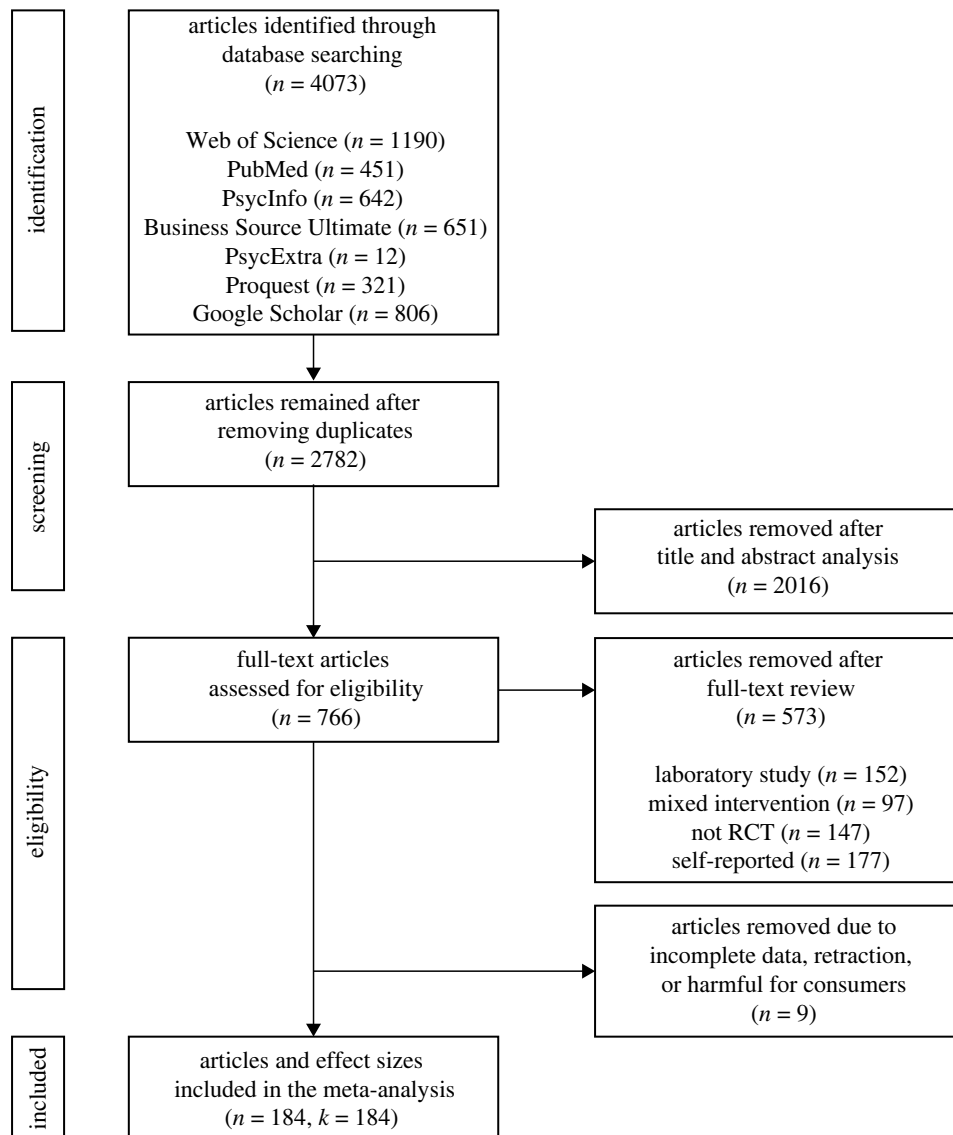 identification
articles identified through
database searching
(n = 4073)
Web of Science (n = 1190)
PubMed (n = 451)
PsycInfo (n = 642)
Business Source Ultimate (n = 651)
PsycExtra (n = 12)
Proquest (n = 321)
Google Scholar (n = 806)
screening
articles remained after
removing duplicates
(n = 2782)
articles removed after
title and abstract analysis
(n = 2016)
eligibility
full-text articles
assessed for eligibility
(n = 766)
articles removed after
full-text review
(n = 573)
laboratory study (n = 152)
mixed intervention (n = 97)
not RCT (n = 147)
self-reported (n = 177)
articles removed due to
incomplete data, retraction,
or harmful for consumers
(n = 9)
included
articles and effect sizes
included in the meta-analysis
(n = 184, k = 184)